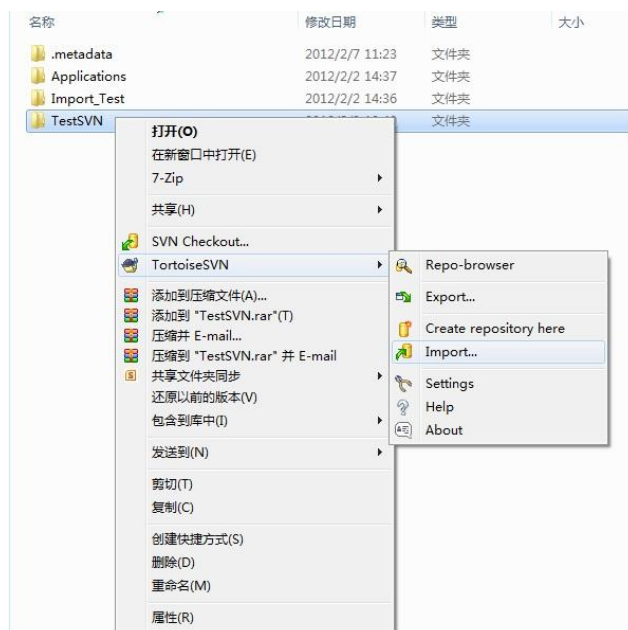 名称 修改日期 类型 大小
.metadata 2012/2/7 11:23 文件夹
Applications 2012/2/2 14:37 文件夹
Import_Test 2012/2/2 14:36 文件夹
TestSVN 文件夹
打开(O)
在新窗口中打开(E)
7-Zip
共享(H)
SVN Checkout...
TortoiseSVN
添加到压缩文件(A)...
添加到 "TestSVN.rar"(T)
压缩并 E-mail...
压缩到 "TestSVN.rar" 并 E-mail
共享文件夹同步
还原以前的版本(V)
包含到库中(I)
发送到(N)
剪切(T)
复制(C)
创建快捷方式(S)
删除(D)
重命名(M)
属性(R)
Repo-browser
Export...
Create repository here
Import...
Settings
Help
About